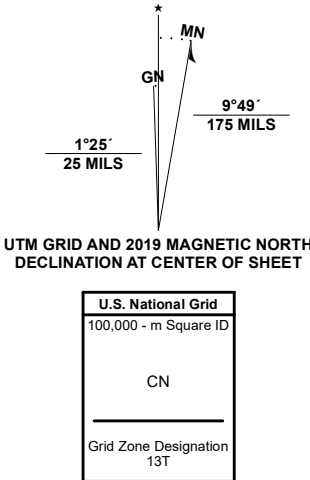 ★
MN
GN
9°49´
175 MILS
1°25´
25 MILS
UTM GRID AND 2019 MAGNETIC NORTH
DECLINATION AT CENTER OF SHEET
U.S. National Grid
100,000 - m Square ID
CN
Grid Zone Designation
13T